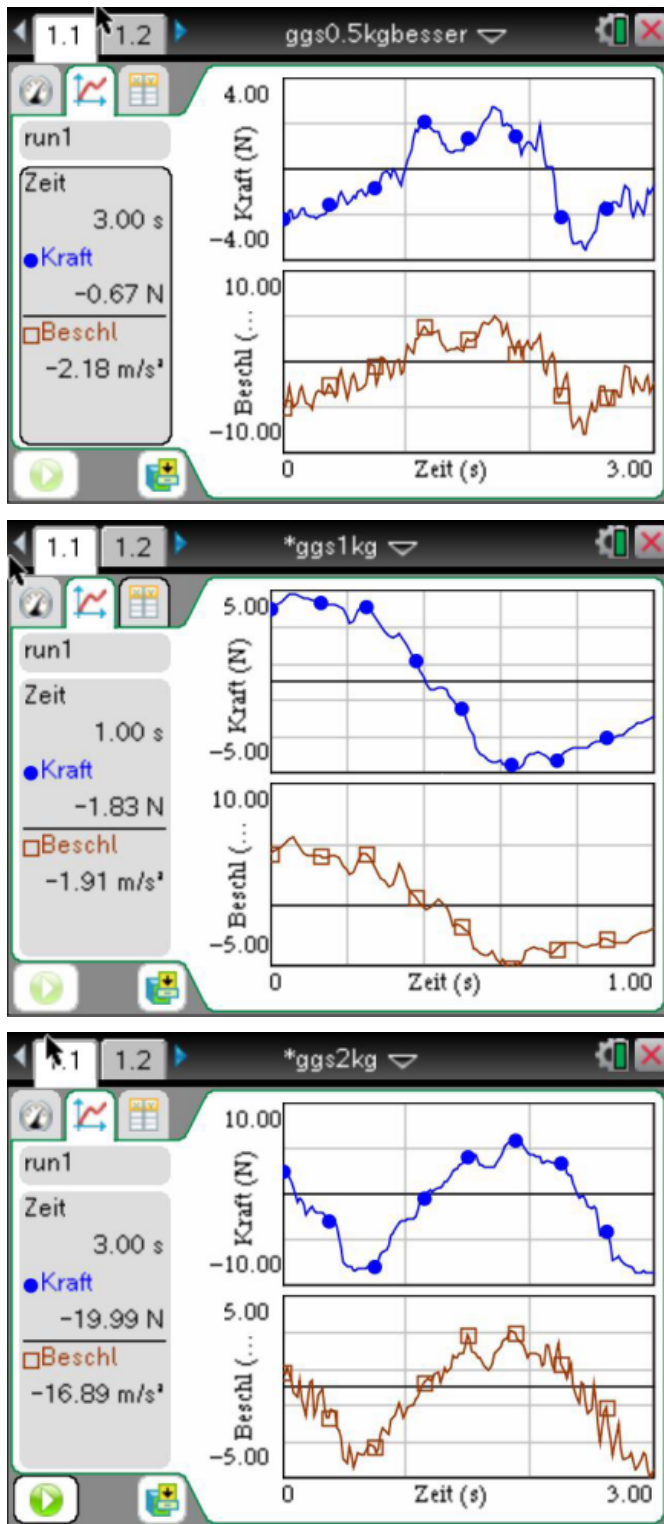 1.1 1.2 ggs0.5kgbesser
run1
Zeit
3.00 s
Kraft
-0.67 N
Beschl
-2.18 m/s²
4.00
Kraft (N)
-4.00
10.00
Beschl (...
-10.00
0 Zeit (s) 3.00
1.1 1.2 *ggs1kg
run1
Zeit
1.00 s
Kraft
-1.83 N
Beschl
-1.91 m/s²
5.00
Kraft (N)
-5.00
10.00
Beschl (...
-5.00
0 Zeit (s) 1.00
1.1 1.2 *ggs2kg
run1
Zeit
3.00 s
Kraft
-19.99 N
Beschl
-16.89 m/s²
10.00
Kraft (N)
-10.00
5.00
Beschl (...
-5.00
0 Zeit (s) 3.00